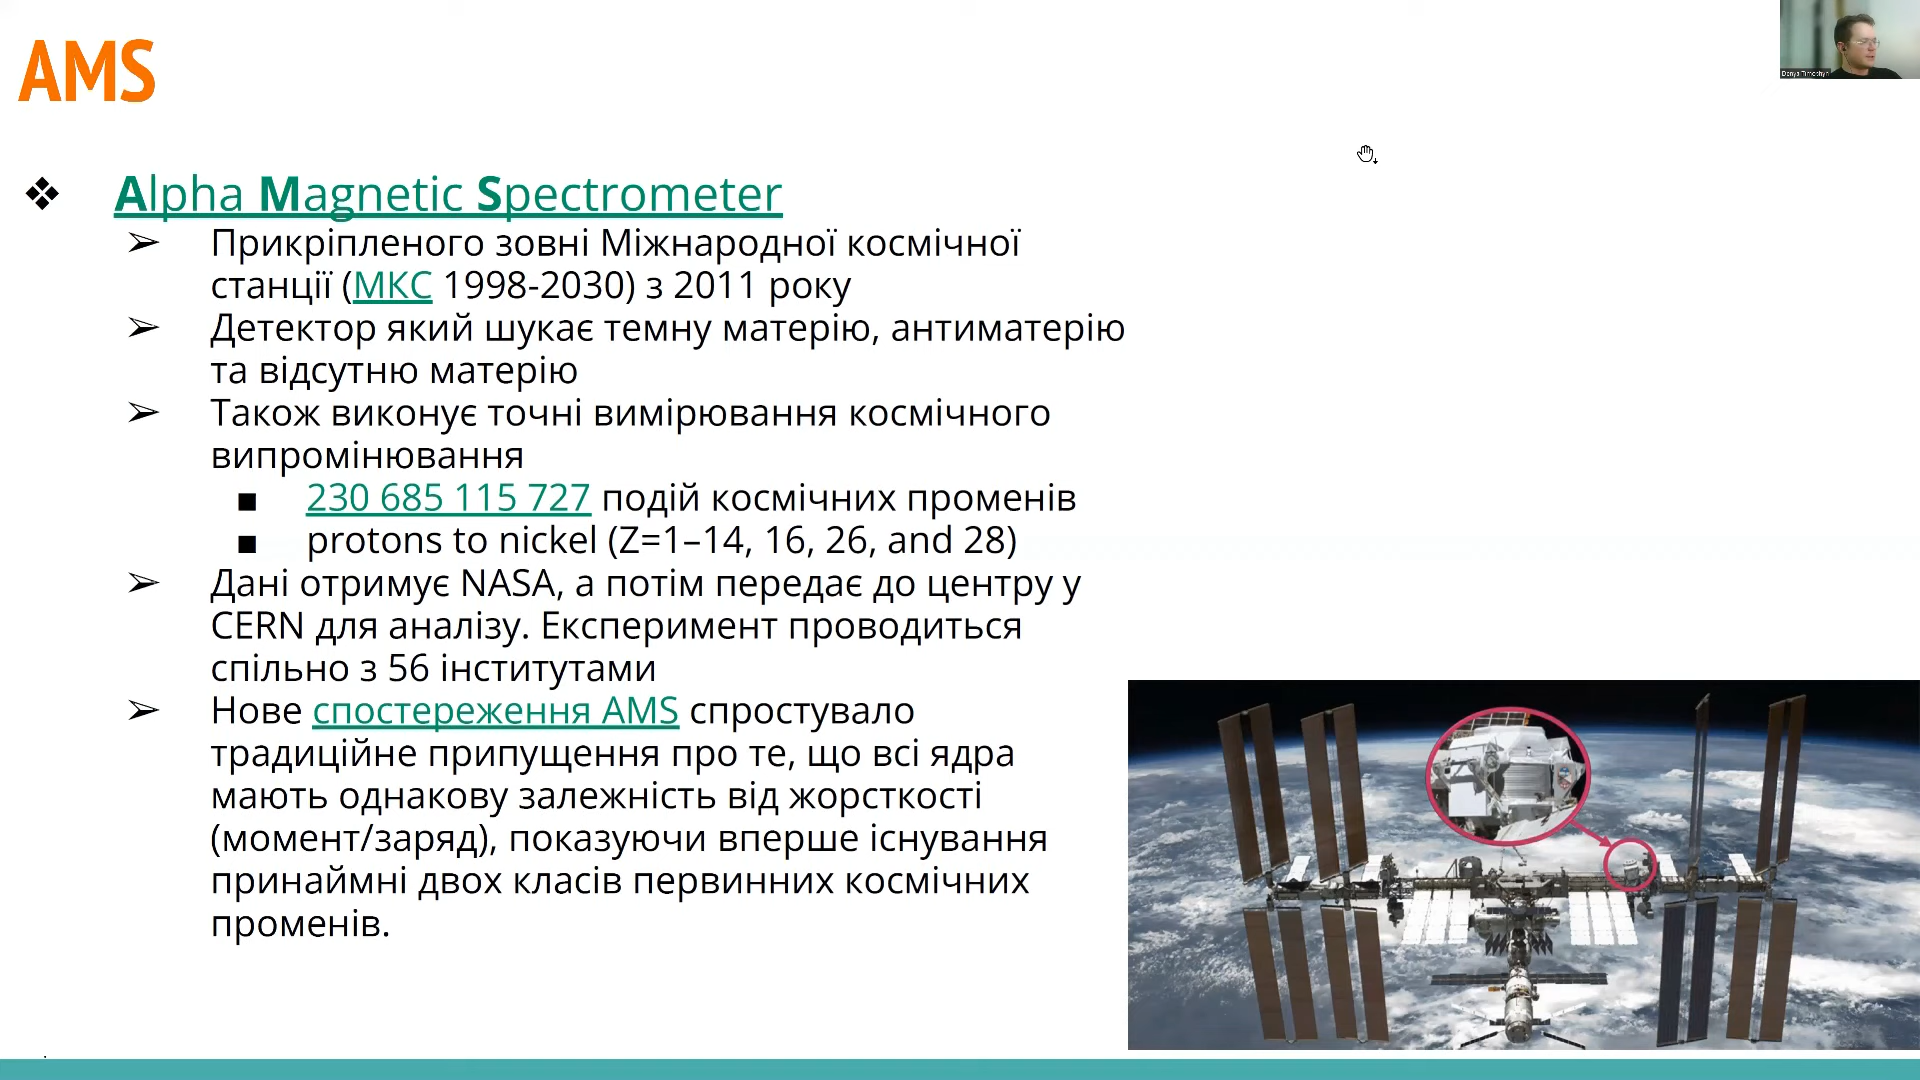 AMS
Denys Timoshyn
❖ Alpha Magnetic Spectrometer
➢ Прикріпленого зовні Міжнародної космічної
станції (МКС 1998-2030) з 2011 року
➢ Детектор який шукає темну матерію, антиматерію
та відсутню матерію
➢ Також виконує точні вимірювання космічного
випромінювання
■ 230 685 115 727 подій космічних променів
■ protons to nickel (Z=1–14, 16, 26, and 28)
➢ Дані отримує NASA, а потім передає до центру у
CERN для аналізу. Експеримент проводиться
спільно з 56 інститутами
➢ Нове спостереження AMS спростувало
традиційне припущення про те, що всі ядра
мають однакову залежність від жорсткості
(момент/заряд), показуючи вперше існування
принаймні двох класів первинних космічних
променів.